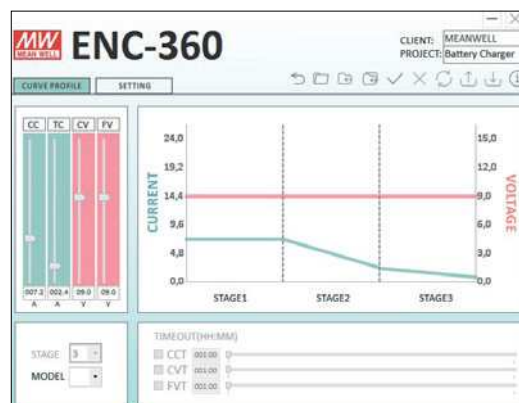 MW
MEAN WELL
ENC-360
CLIENT: MEANWELL
PROJECT: Battery Charger
CURVE PROFILE
SETTING
CC TC CV FV
007.2 002.4 09.0 09.0
A A V V
CURRENT
24,0
19,2
14,4
9,6
4,8
0,0
15,0
12,0
9,0
6,0
3,0
0,0
VOLTAGE
STAGE1 STAGE2 STAGE3
STAGE 3
MODEL
TIMEOUT(HH:MM)
CCT 001:00
CVT 001:00
FVT 001:00